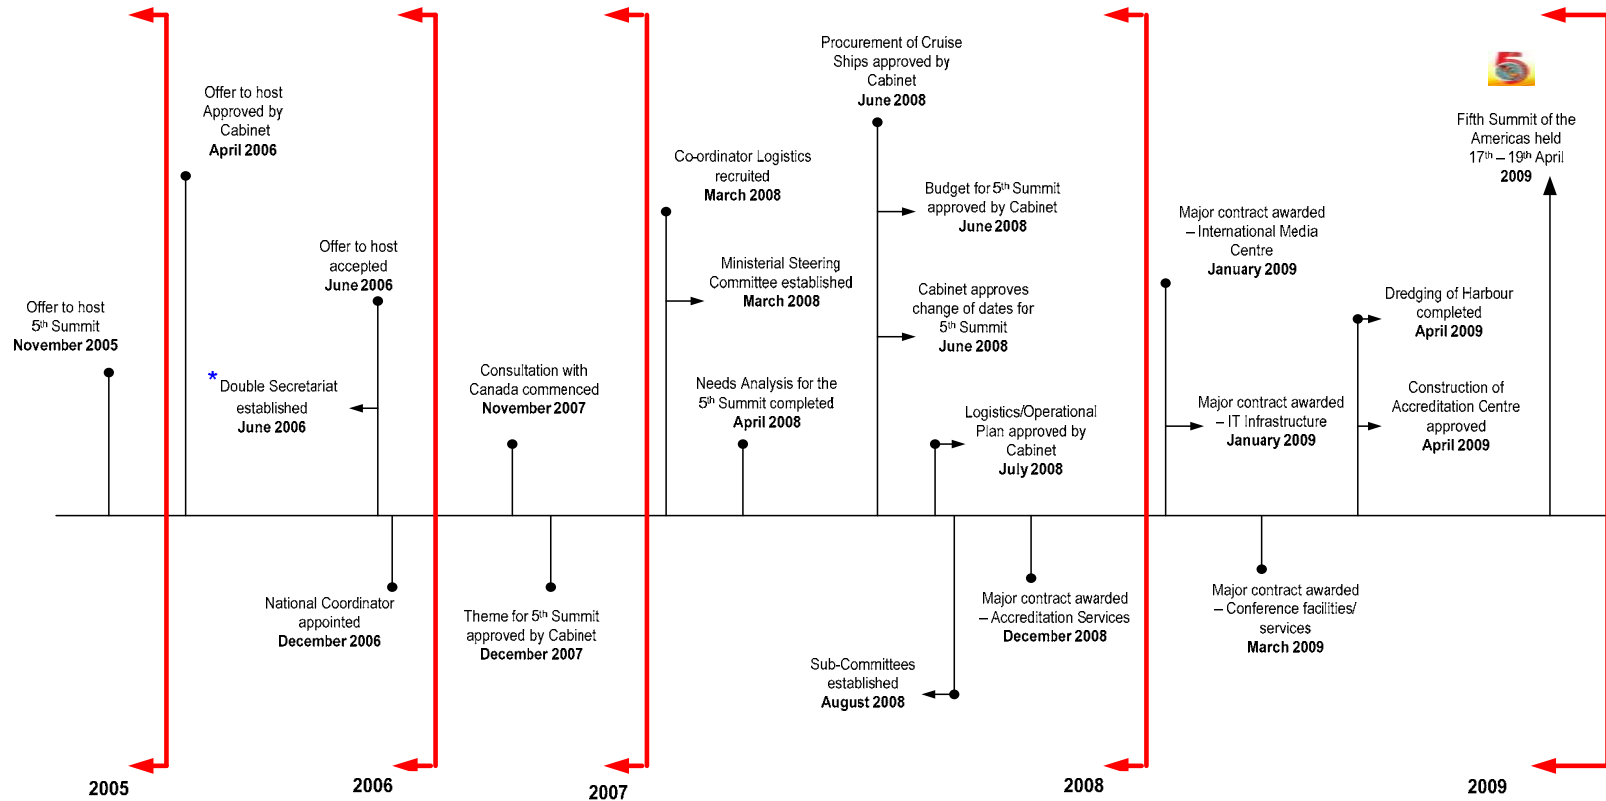 Offer to host
5th Summit
November 2005
Offer to host
Approved by
Cabinet
April 2006
Offer to host
accepted
June 2006
*
Double Secretariat
established
June 2006
National Coordinator
appointed
December 2006
Consultation with
Canada commenced
November 2007
Theme for 5th Summit
approved by Cabinet
December 2007
Co-ordinator Logistics
recruited
March 2008
Ministerial Steering
Committee established
March 2008
Needs Analysis for the
5th Summit completed
April 2008
Procurement of Cruise
Ships approved by
Cabinet
June 2008
Budget for 5th Summit
approved by Cabinet
June 2008
Cabinet approves
change of dates for
5th Summit
June 2008
Logistics/Operational
Plan approved by
Cabinet
July 2008
Sub-Committees
established
August 2008
Major contract awarded
– Accreditation Services
December 2008
Major contract awarded
– International Media
Centre
January 2009
Major contract awarded
– IT Infrastructure
January 2009
Major contract awarded
– Conference facilities/
services
March 2009
Dredging of Harbour
completed
April 2009
Construction of
Accreditation Centre
approved
April 2009
5
Fifth Summit of the
Americas held
17th – 19th April
2009
2005
2006
2007
2008
2009